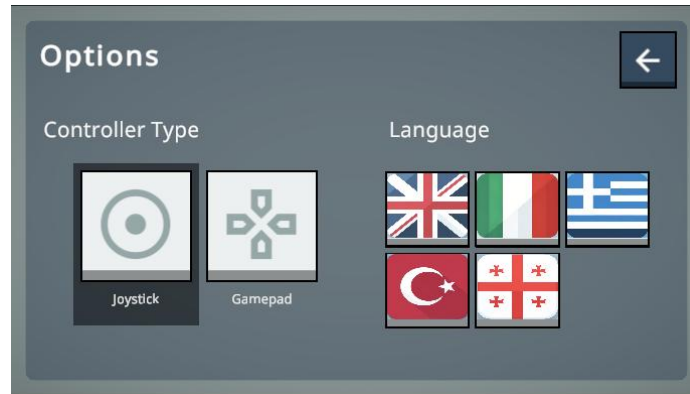 Options
Controller Type
Language
Joystick
Gamepad